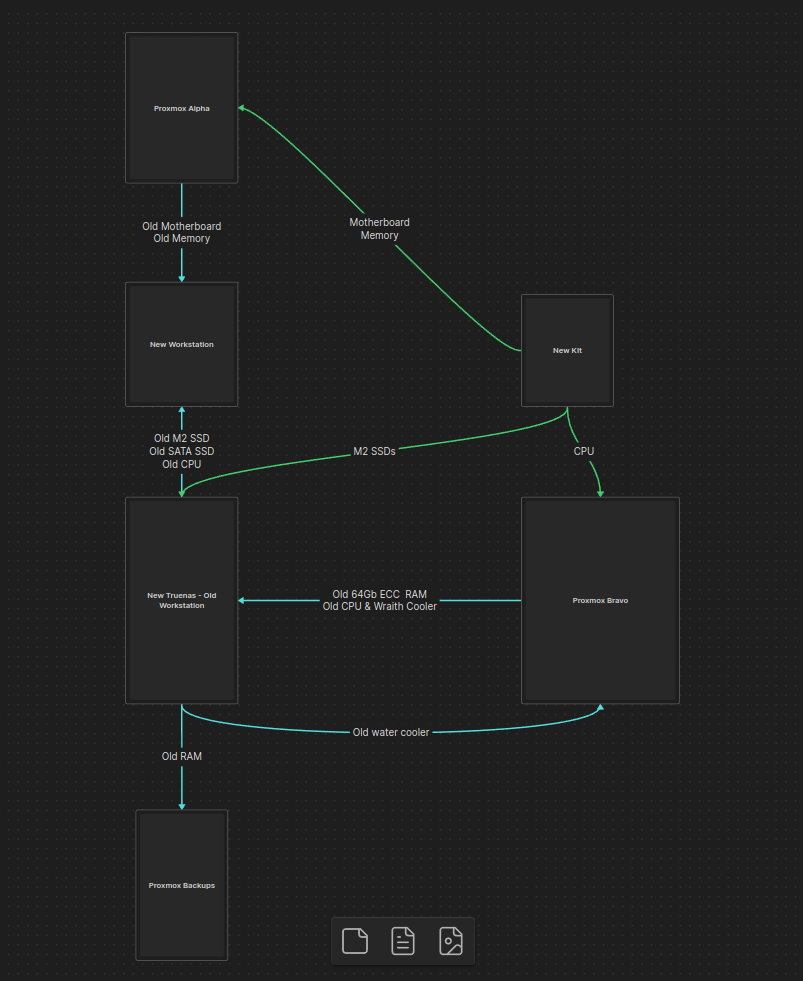 Proxmox Alpha
Old Motherboard
Old Memory
Motherboard
Memory
New Workstation
New Kit
Old M2 SSD
Old SATA SSD
Old CPU
M2 SSDs
CPU
New Truenas - Old
Workstation
Old 64Gb ECC  RAM
Old CPU & Wraith Cooler
Proxmox Bravo
Old water cooler
Old RAM
Proxmox Backups